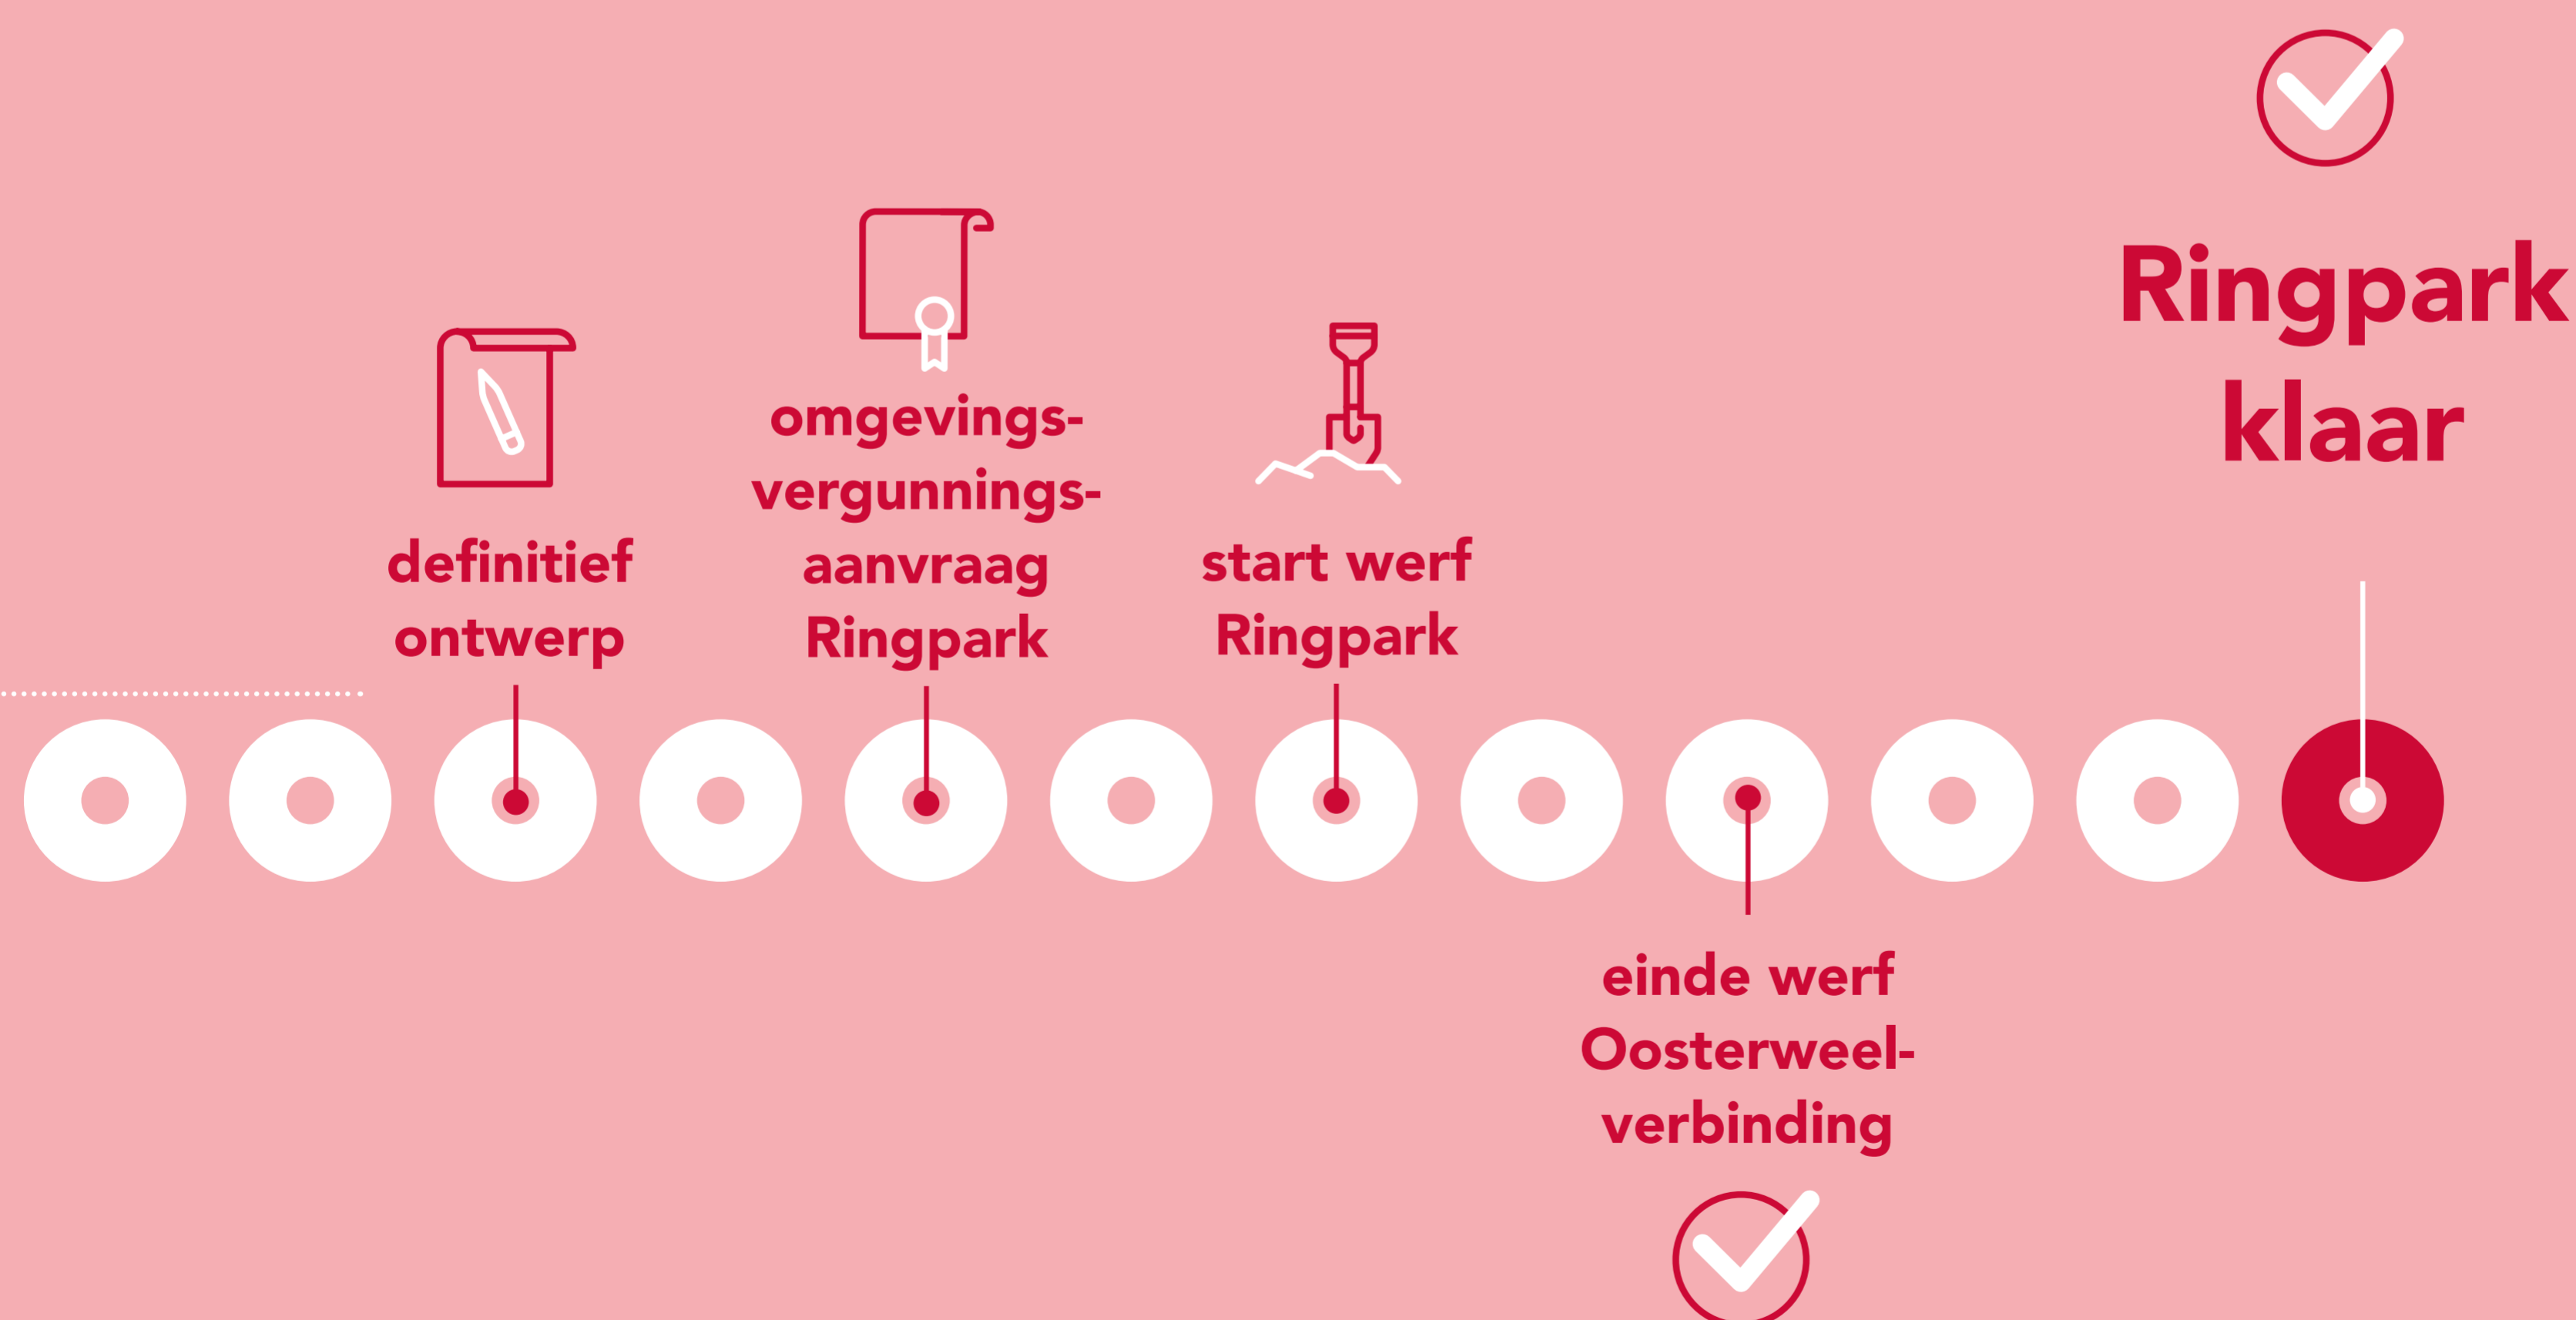 definitief
ontwerp
omgevings-
vergunnings-
aanvraag
Ringpark
start werf
Ringpark
einde werf
Oosterweel-
verbinding
Ringpark
klaar